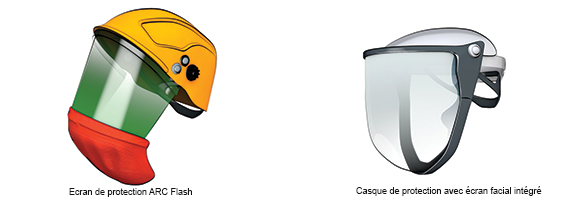 Ecran de protection ARC Flash
Casque de protection avec écran facial intégré